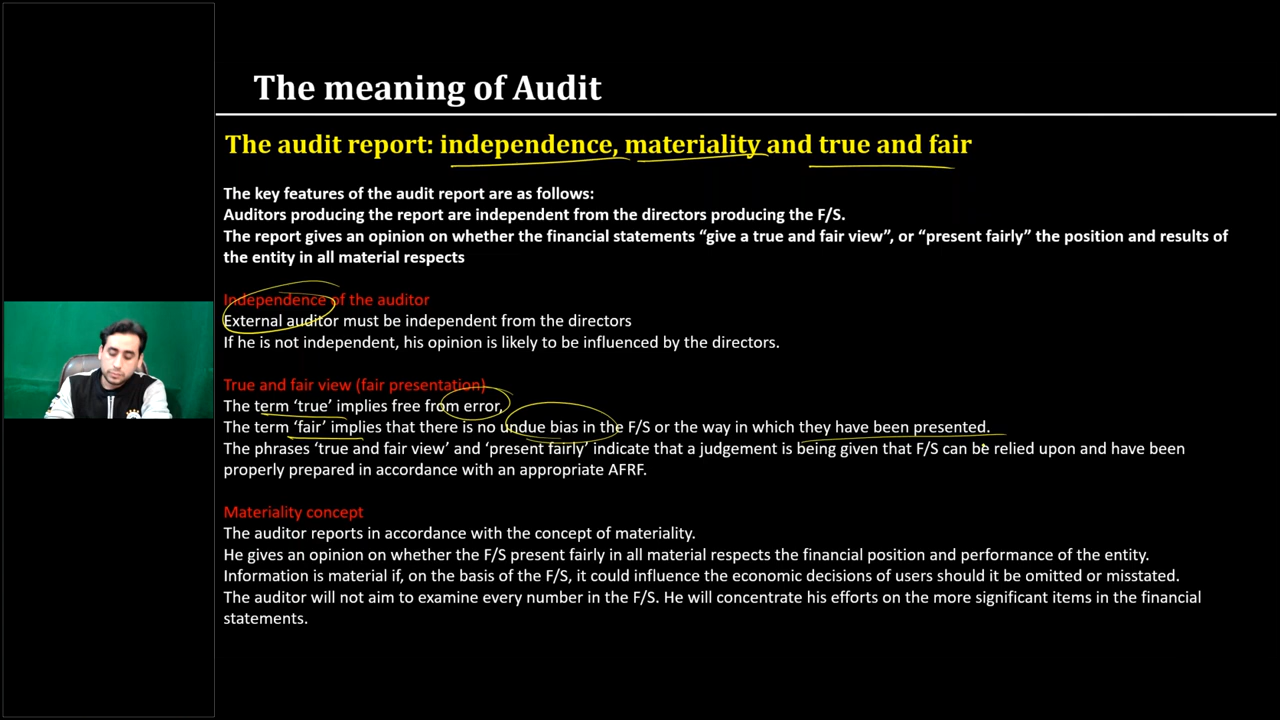 The meaning of Audit
The audit report: independence, materiality and true and fair
The key features of the audit report are as follows:
Auditors producing the report are independent from the directors producing the F/S.
The report gives an opinion on whether the financial statements “give a true and fair view”, or “present fairly” the position and results of
the entity in all material respects
Independence of the auditor
External auditor must be independent from the directors
If he is not independent, his opinion is likely to be influenced by the directors.
True and fair view (fair presentation)
The term ‘true’ implies free from error,
The term ‘fair’ implies that there is no undue bias in the F/S or the way in which they have been presented.
The phrases ‘true and fair view’ and ‘present fairly’ indicate that a judgement is being given that F/S can be relied upon and have been
properly prepared in accordance with an appropriate AFRF.
Materiality concept
The auditor reports in accordance with the concept of materiality.
He gives an opinion on whether the F/S present fairly in all material respects the financial position and performance of the entity.
Information is material if, on the basis of the F/S, it could influence the economic decisions of users should it be omitted or misstated.
The auditor will not aim to examine every number in the F/S. He will concentrate his efforts on the more significant items in the financial
statements.